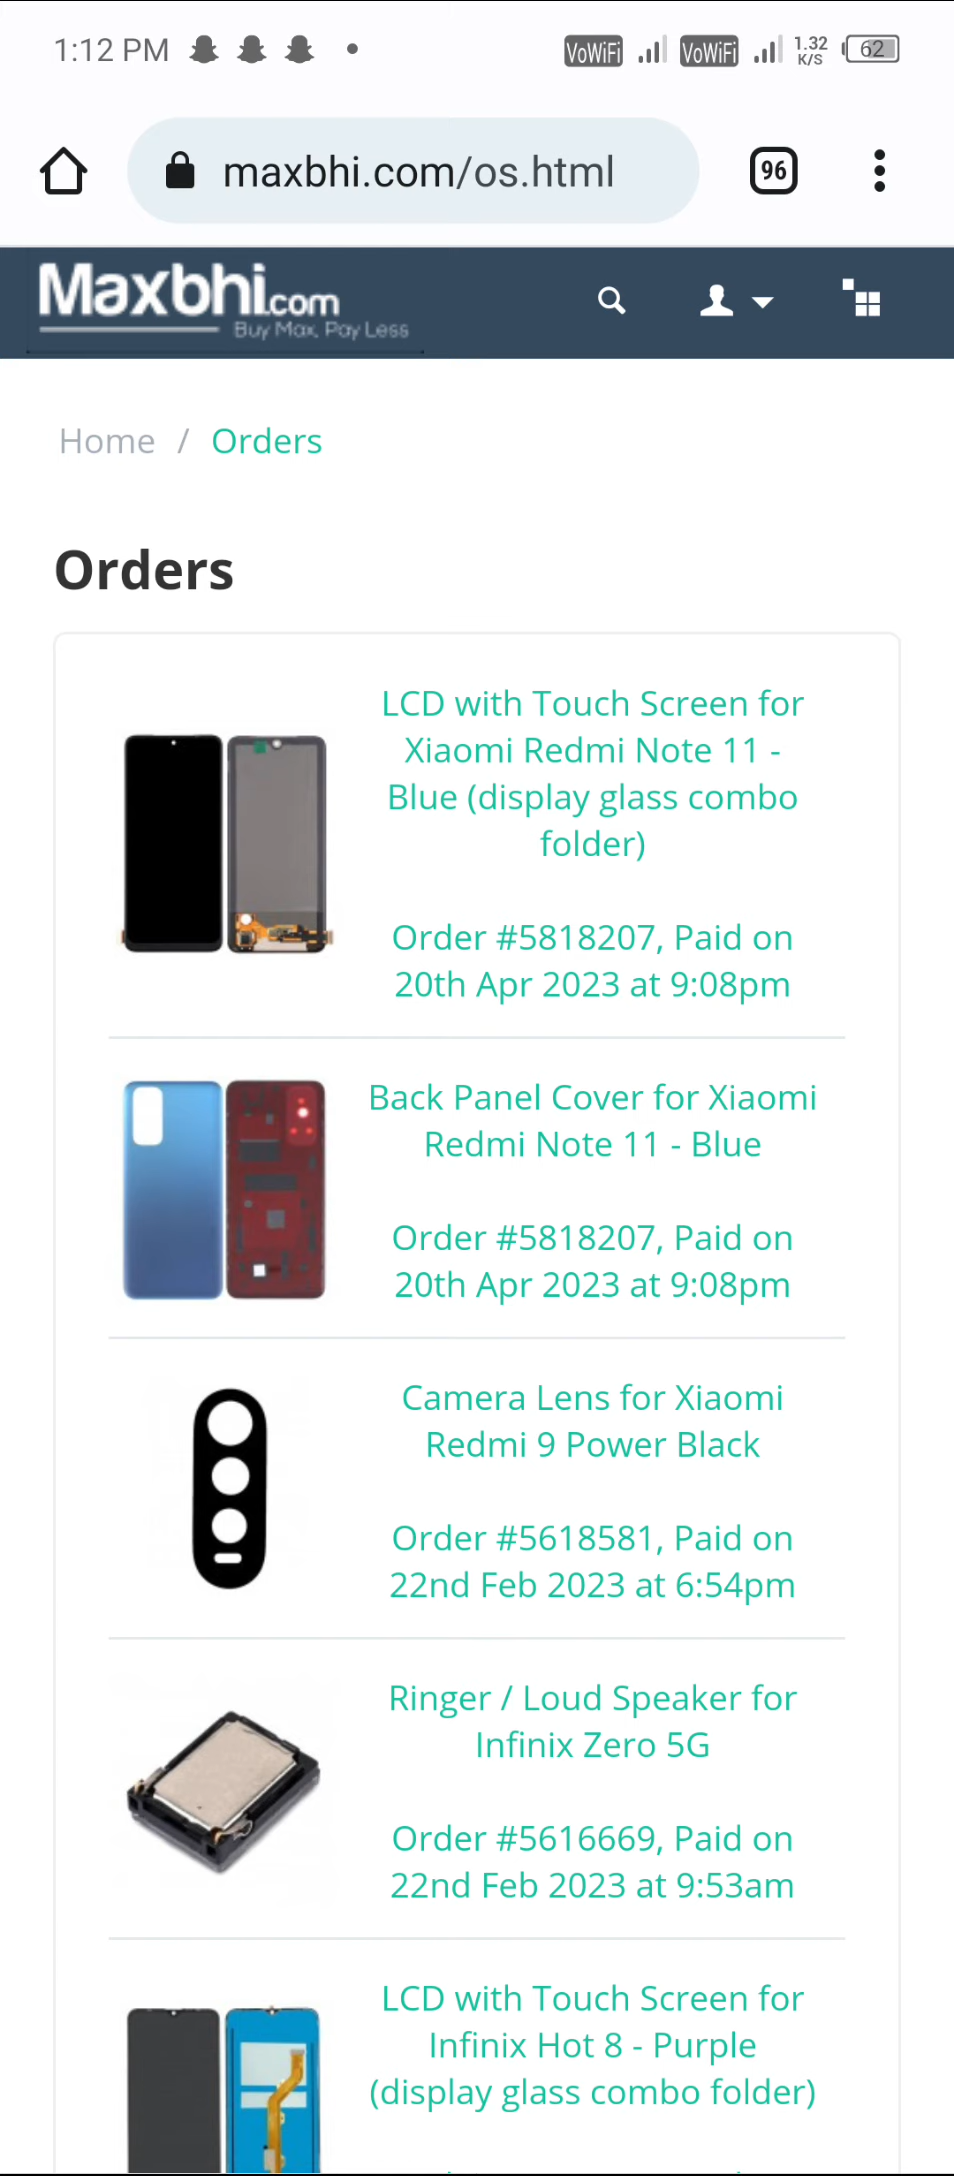 1:12 PM
VoWiFi VoWiFi 1.32 K/S 62
maxbhi.com/os.html
96
Maxbhi.com
Buy Max, Pay Less
Home / Orders
Orders
LCD with Touch Screen for
Xiaomi Redmi Note 11 -
Blue (display glass combo
folder)
Order #5818207, Paid on
20th Apr 2023 at 9:08pm
Back Panel Cover for Xiaomi
Redmi Note 11 - Blue
Order #5818207, Paid on
20th Apr 2023 at 9:08pm
Camera Lens for Xiaomi
Redmi 9 Power Black
Order #5618581, Paid on
22nd Feb 2023 at 6:54pm
Ringer / Loud Speaker for
Infinix Zero 5G
Order #5616669, Paid on
22nd Feb 2023 at 9:53am
LCD with Touch Screen for
Infinix Hot 8 - Purple
(display glass combo folder)